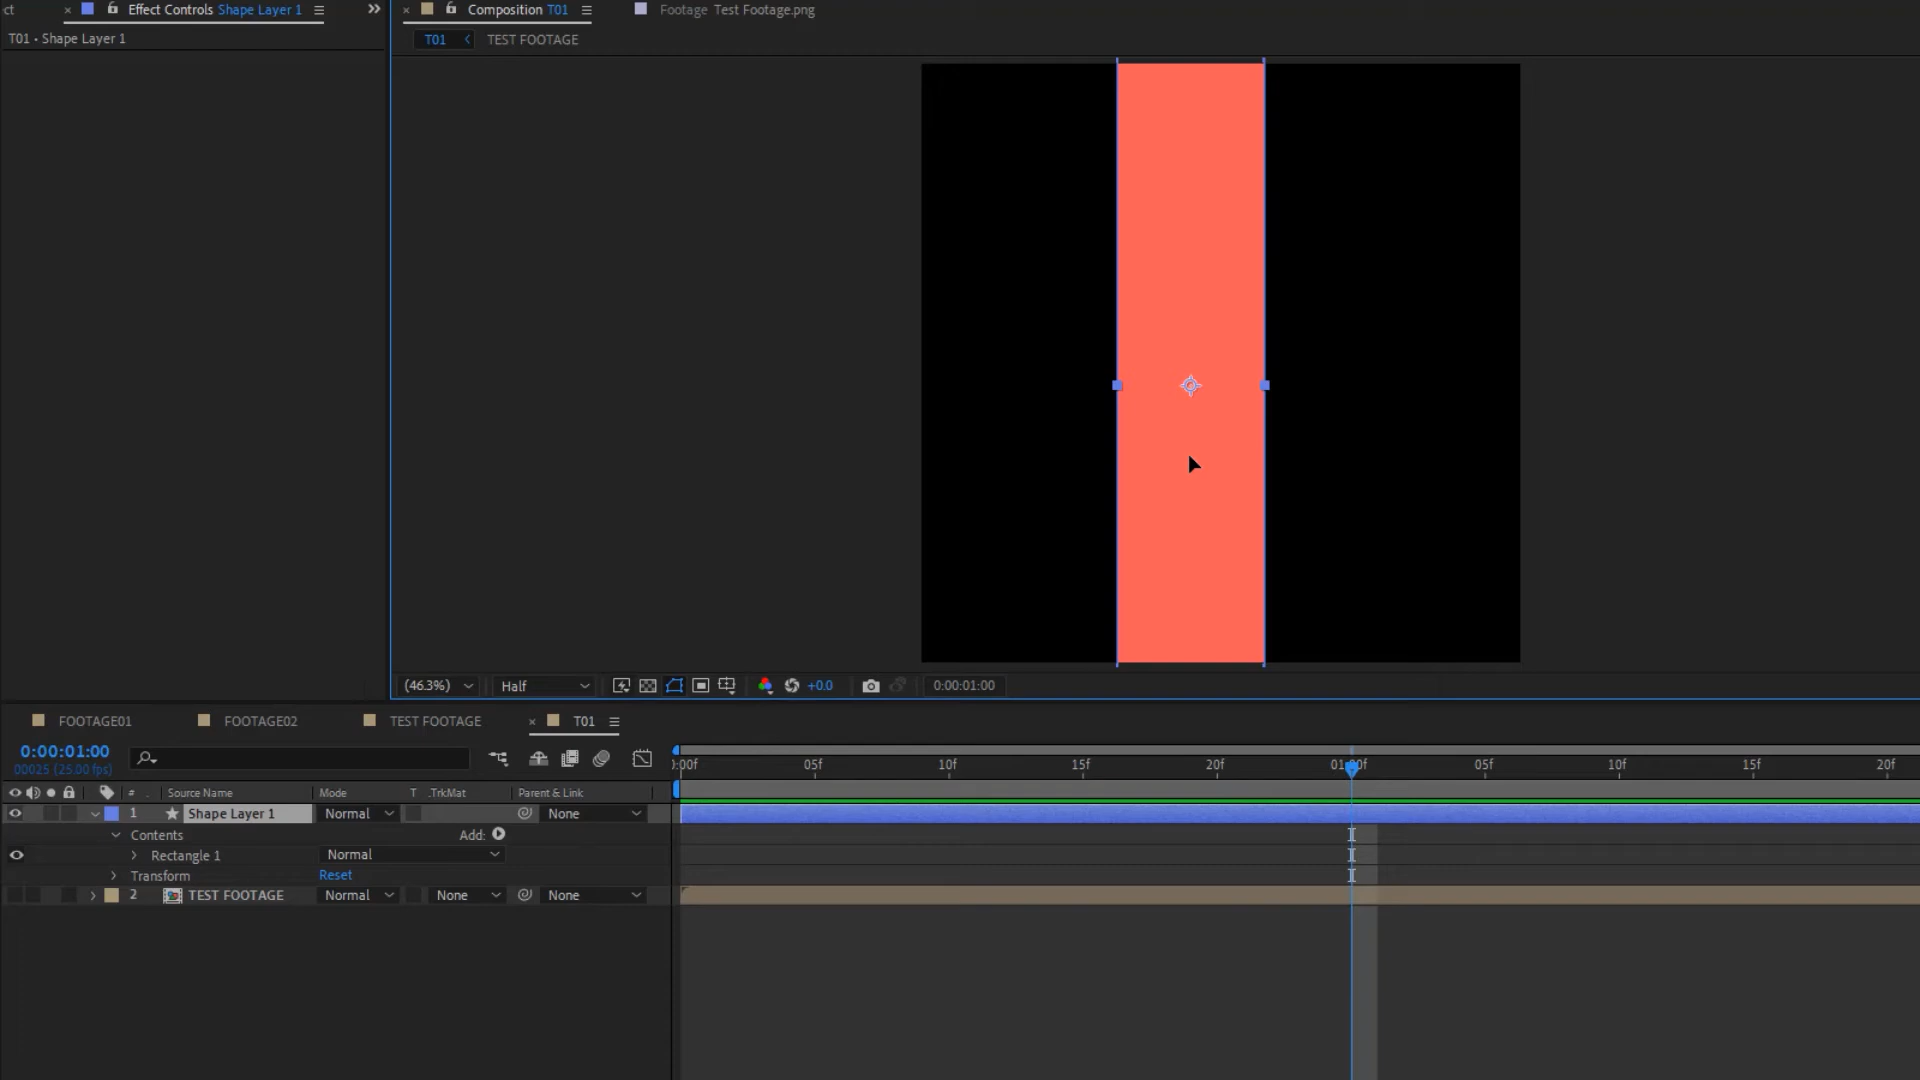 ct
Effect Controls Shape Layer 1
Composition T01
Footage Test Footage.png
T01 • Shape Layer 1
T01
TEST FOOTAGE
(46.3%)
Half
+0.0
0:00:01:00
FOOTAGE01
FOOTAGE02
TEST FOOTAGE
T01
0:00:01:00
00025 (25.00 fps)
):00f 05f 10f 15f 20f 01:00f 05f 10f 15f 20f
# . Source Name Mode T .TrkMat Parent & Link
1 Shape Layer 1 Normal None
Contents Add:
Rectangle 1 Normal
Transform Reset
2 TEST FOOTAGE Normal None None